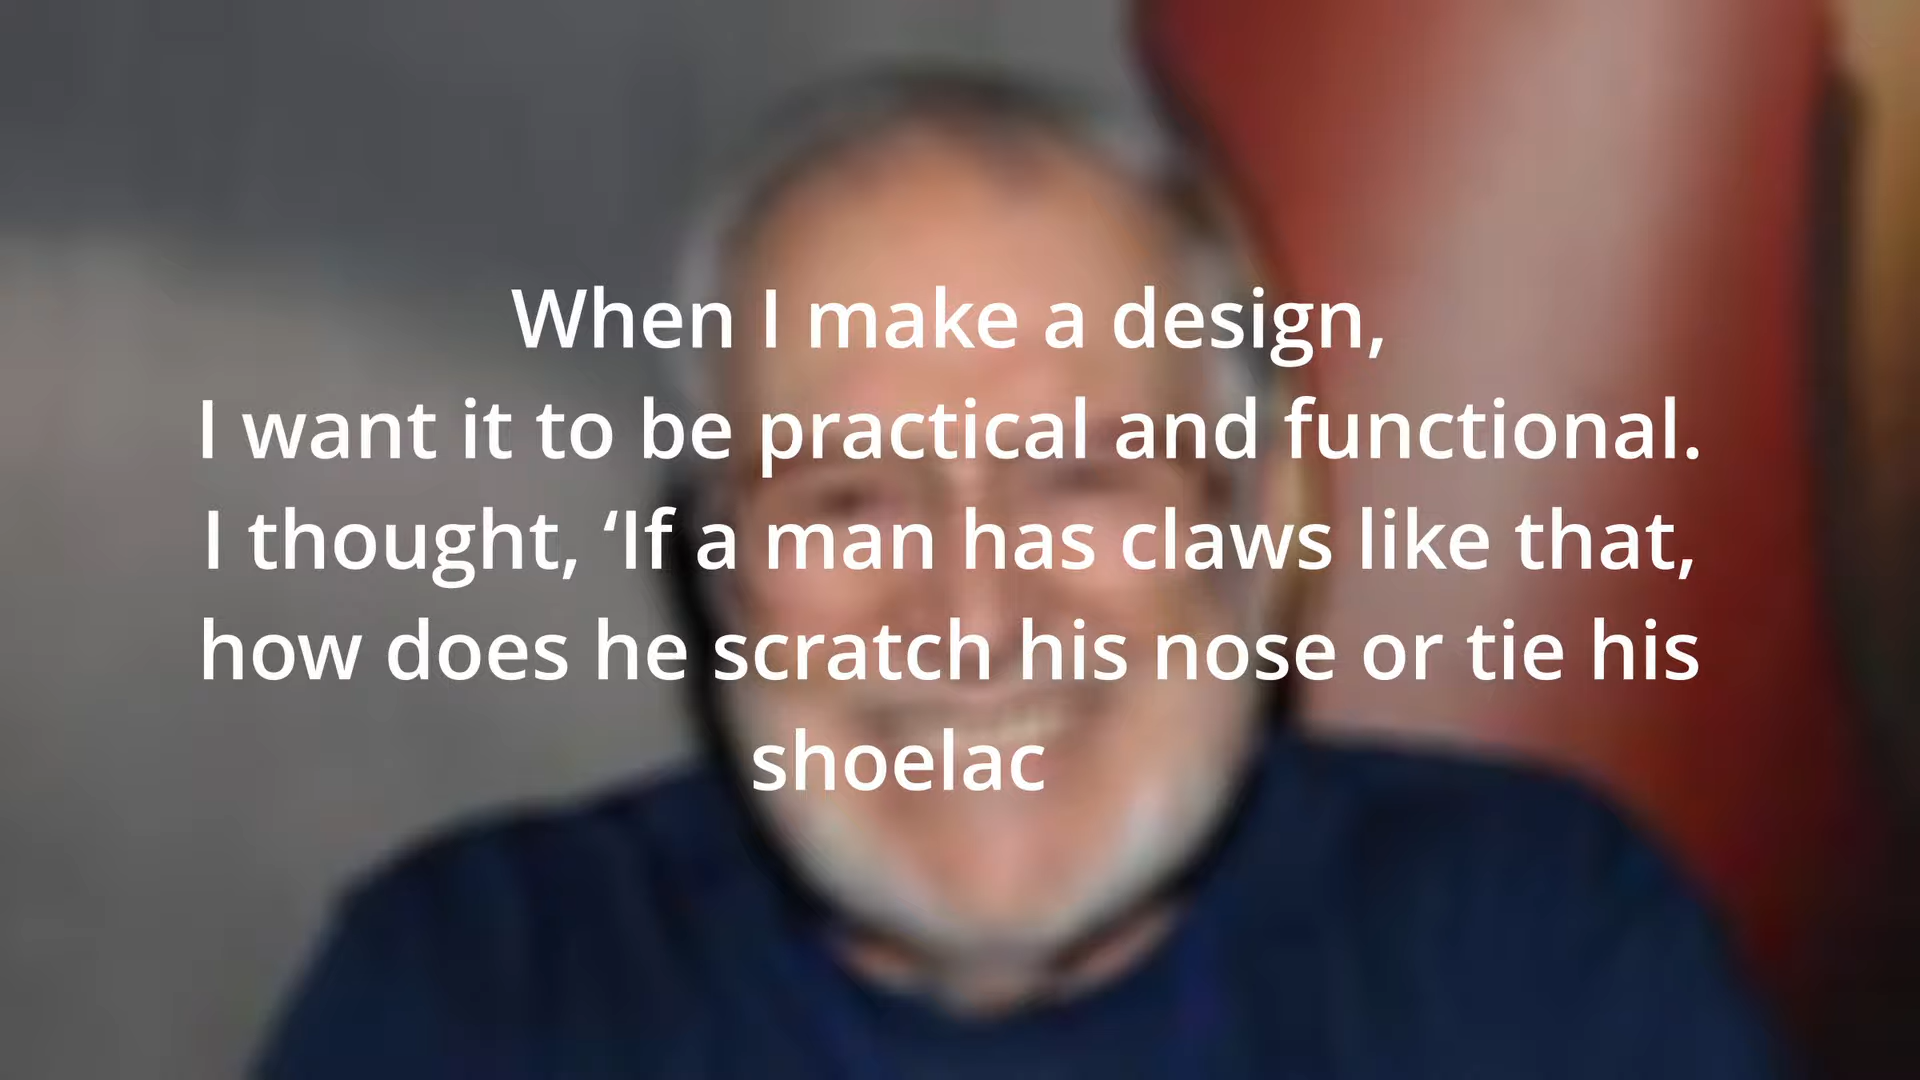 When I make a design,
I want it to be practical and functional.
I thought, ‘If a man has claws like that,
how does he scratch his nose or tie his
shoelac